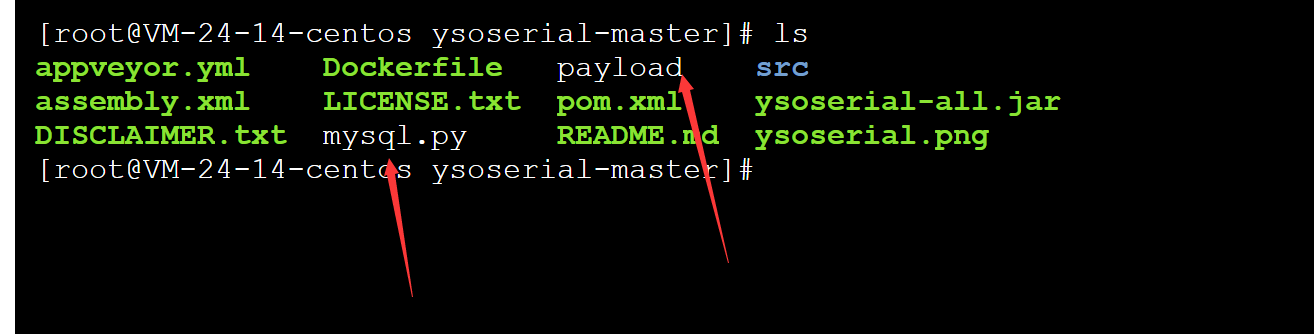 [root@VM-24-14-centos ysoserial-master]# ls
appveyor.yml Dockerfile payload src
assembly.xml LICENSE.txt pom.xml ysoserial-all.jar
DISCLAIMER.txt mysql.py README.md ysoserial.png
[root@VM-24-14-centos ysoserial-master]#